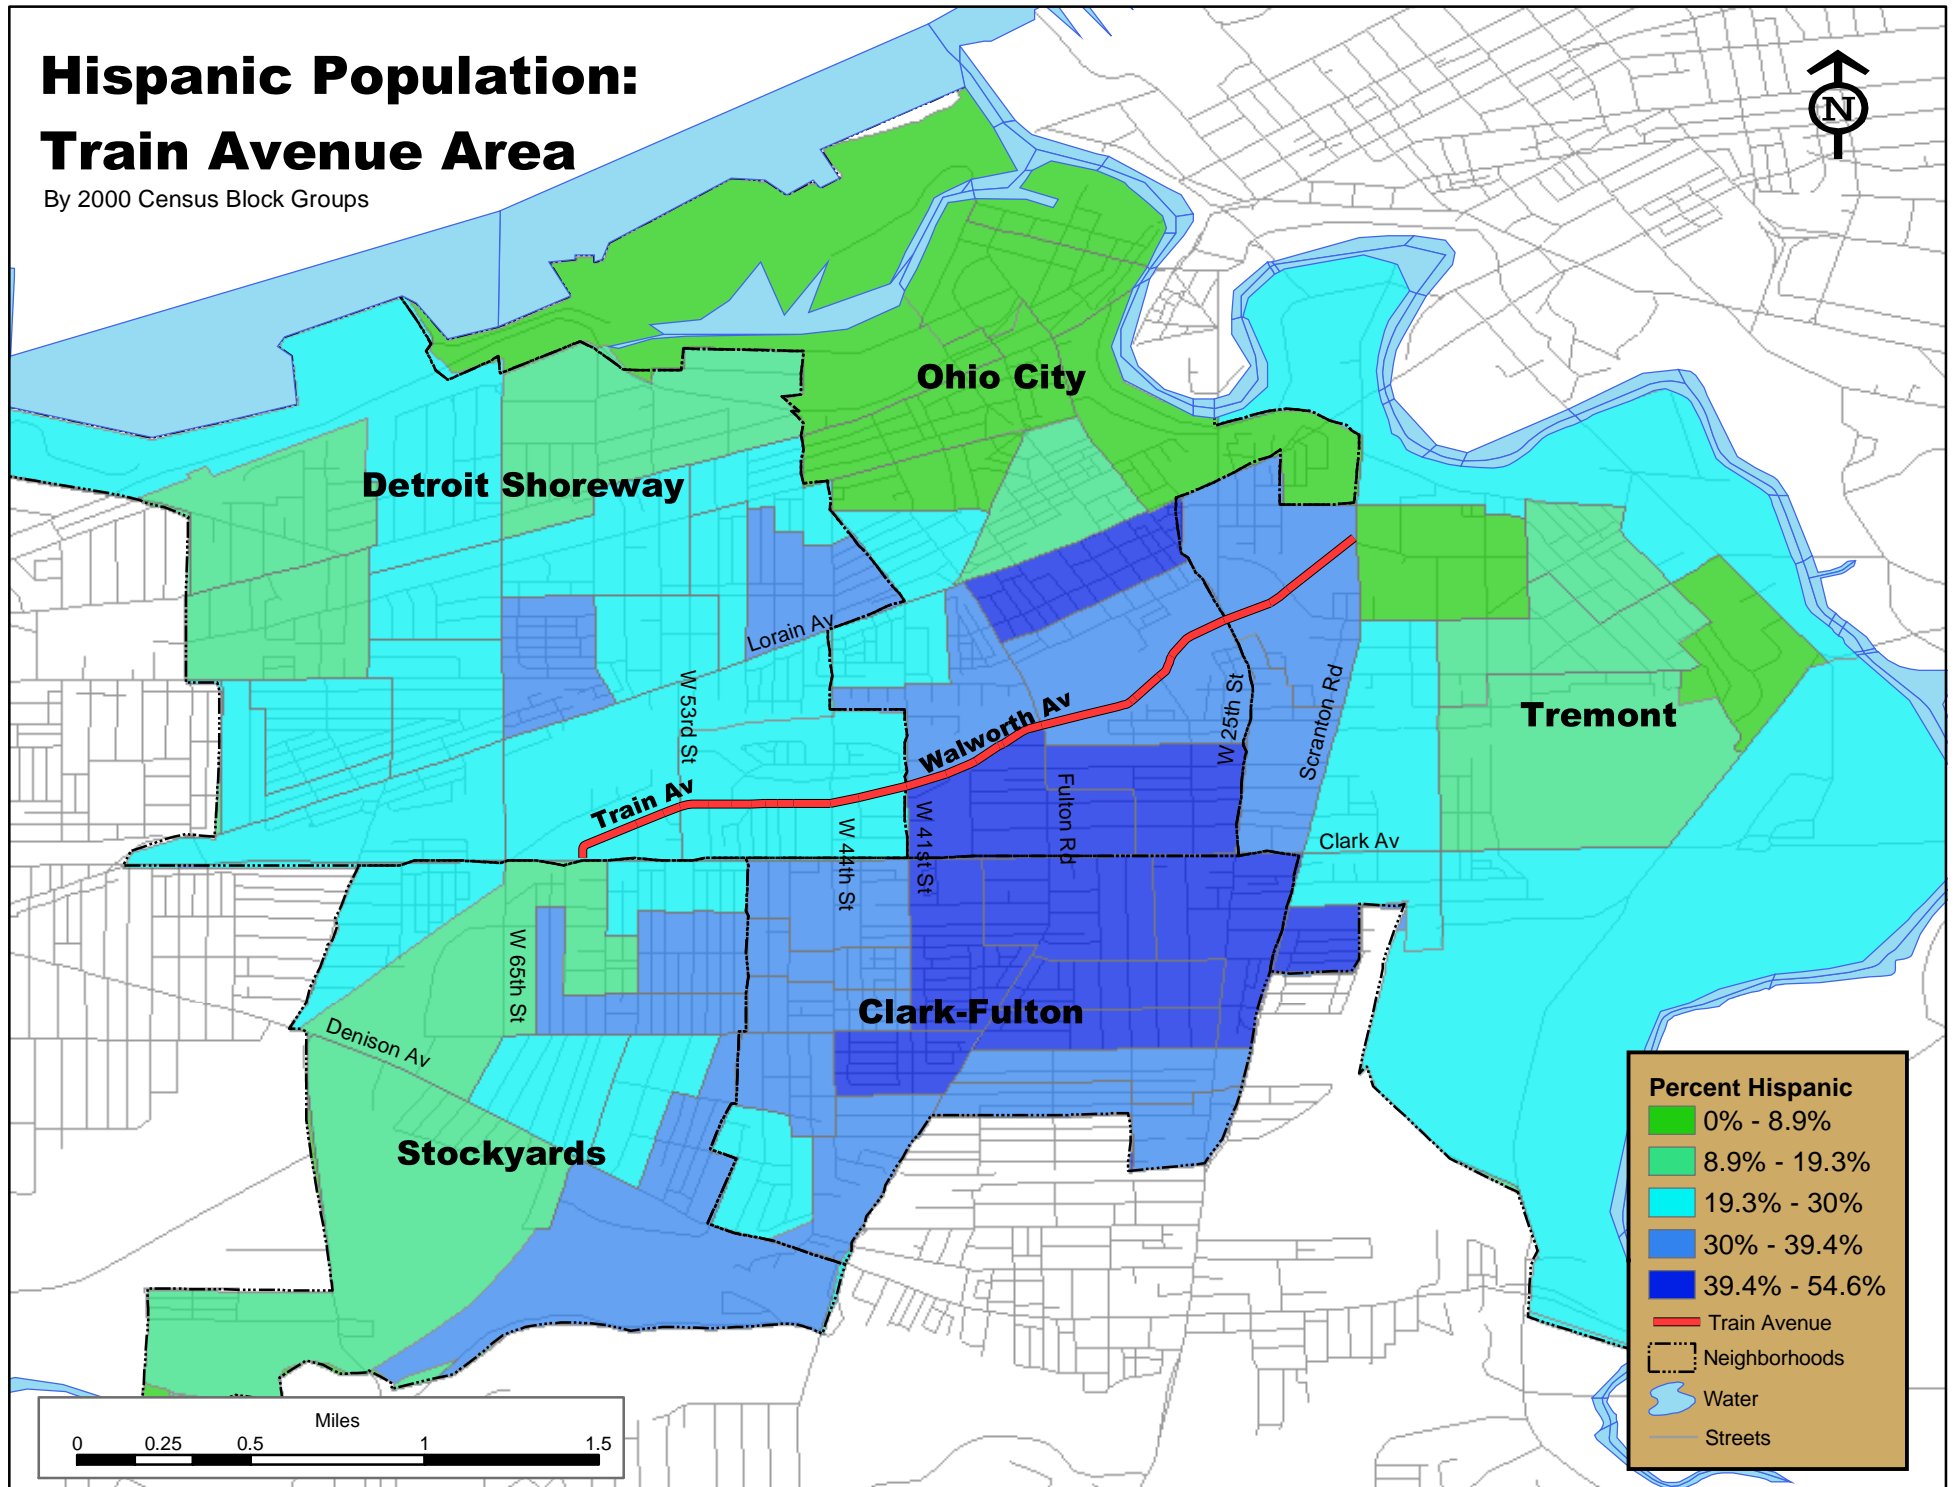 Hispanic Population:
Train Avenue Area
By 2000 Census Block Groups
N
Ohio City
Detroit Shoreway
Lorain Av
W 53rd St
Walworth Av
W 25th St
Scranton Rd
Tremont
Train Av
Fulton Rd
W 41st St
W 44th St
Clark Av
W 65th St
Clark-Fulton
Denison Av
Stockyards
Percent Hispanic
0% - 8.9%
8.9% - 19.3%
19.3% - 30%
30% - 39.4%
39.4% - 54.6%
Train Avenue
Neighborhoods
Water
Streets
Miles
0 0.25 0.5 1 1.5